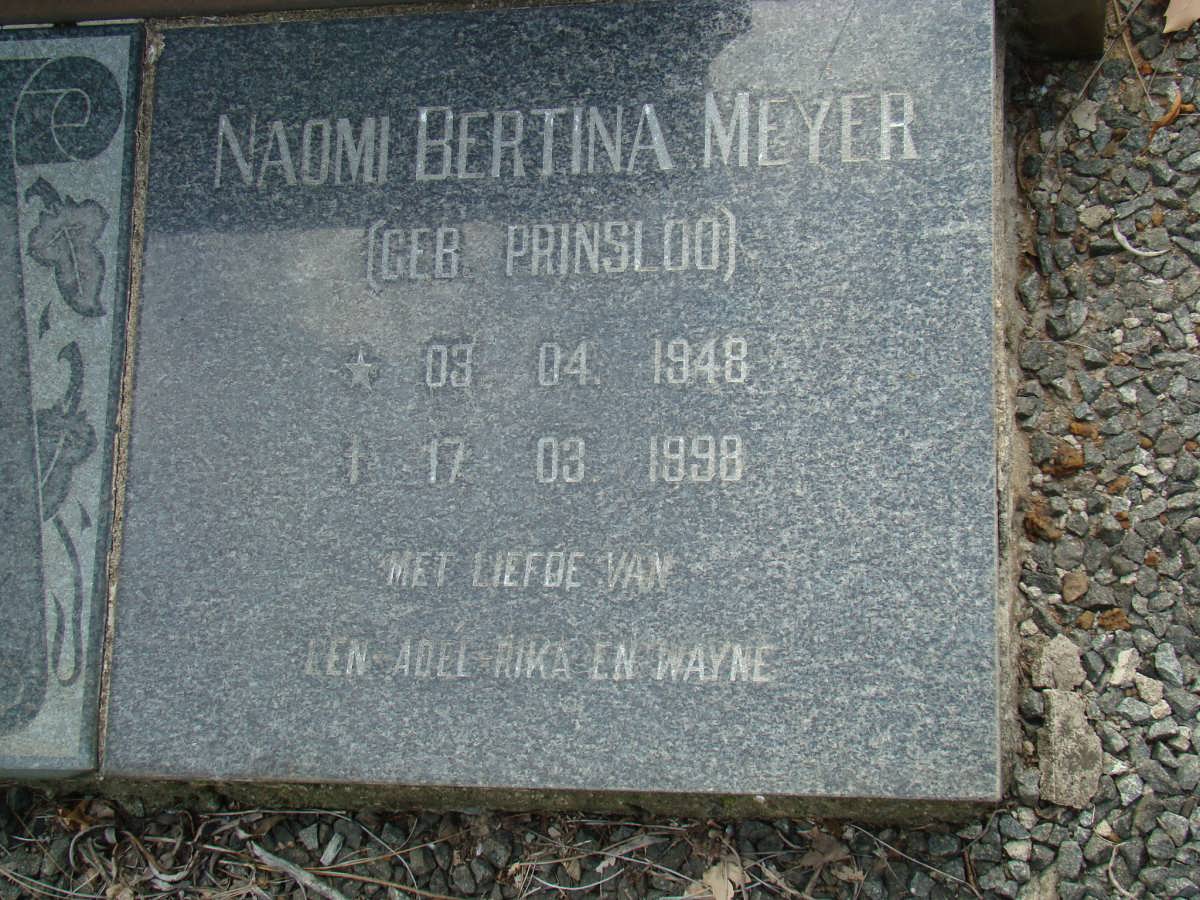 NAOMI BERTINA MEYER
(GEB. PRINSLOO)
* 03. 04. 1948
† 17. 03. 1998
MET LIEFDE VAN
LEN-ADEL-RIKA EN WAYNE